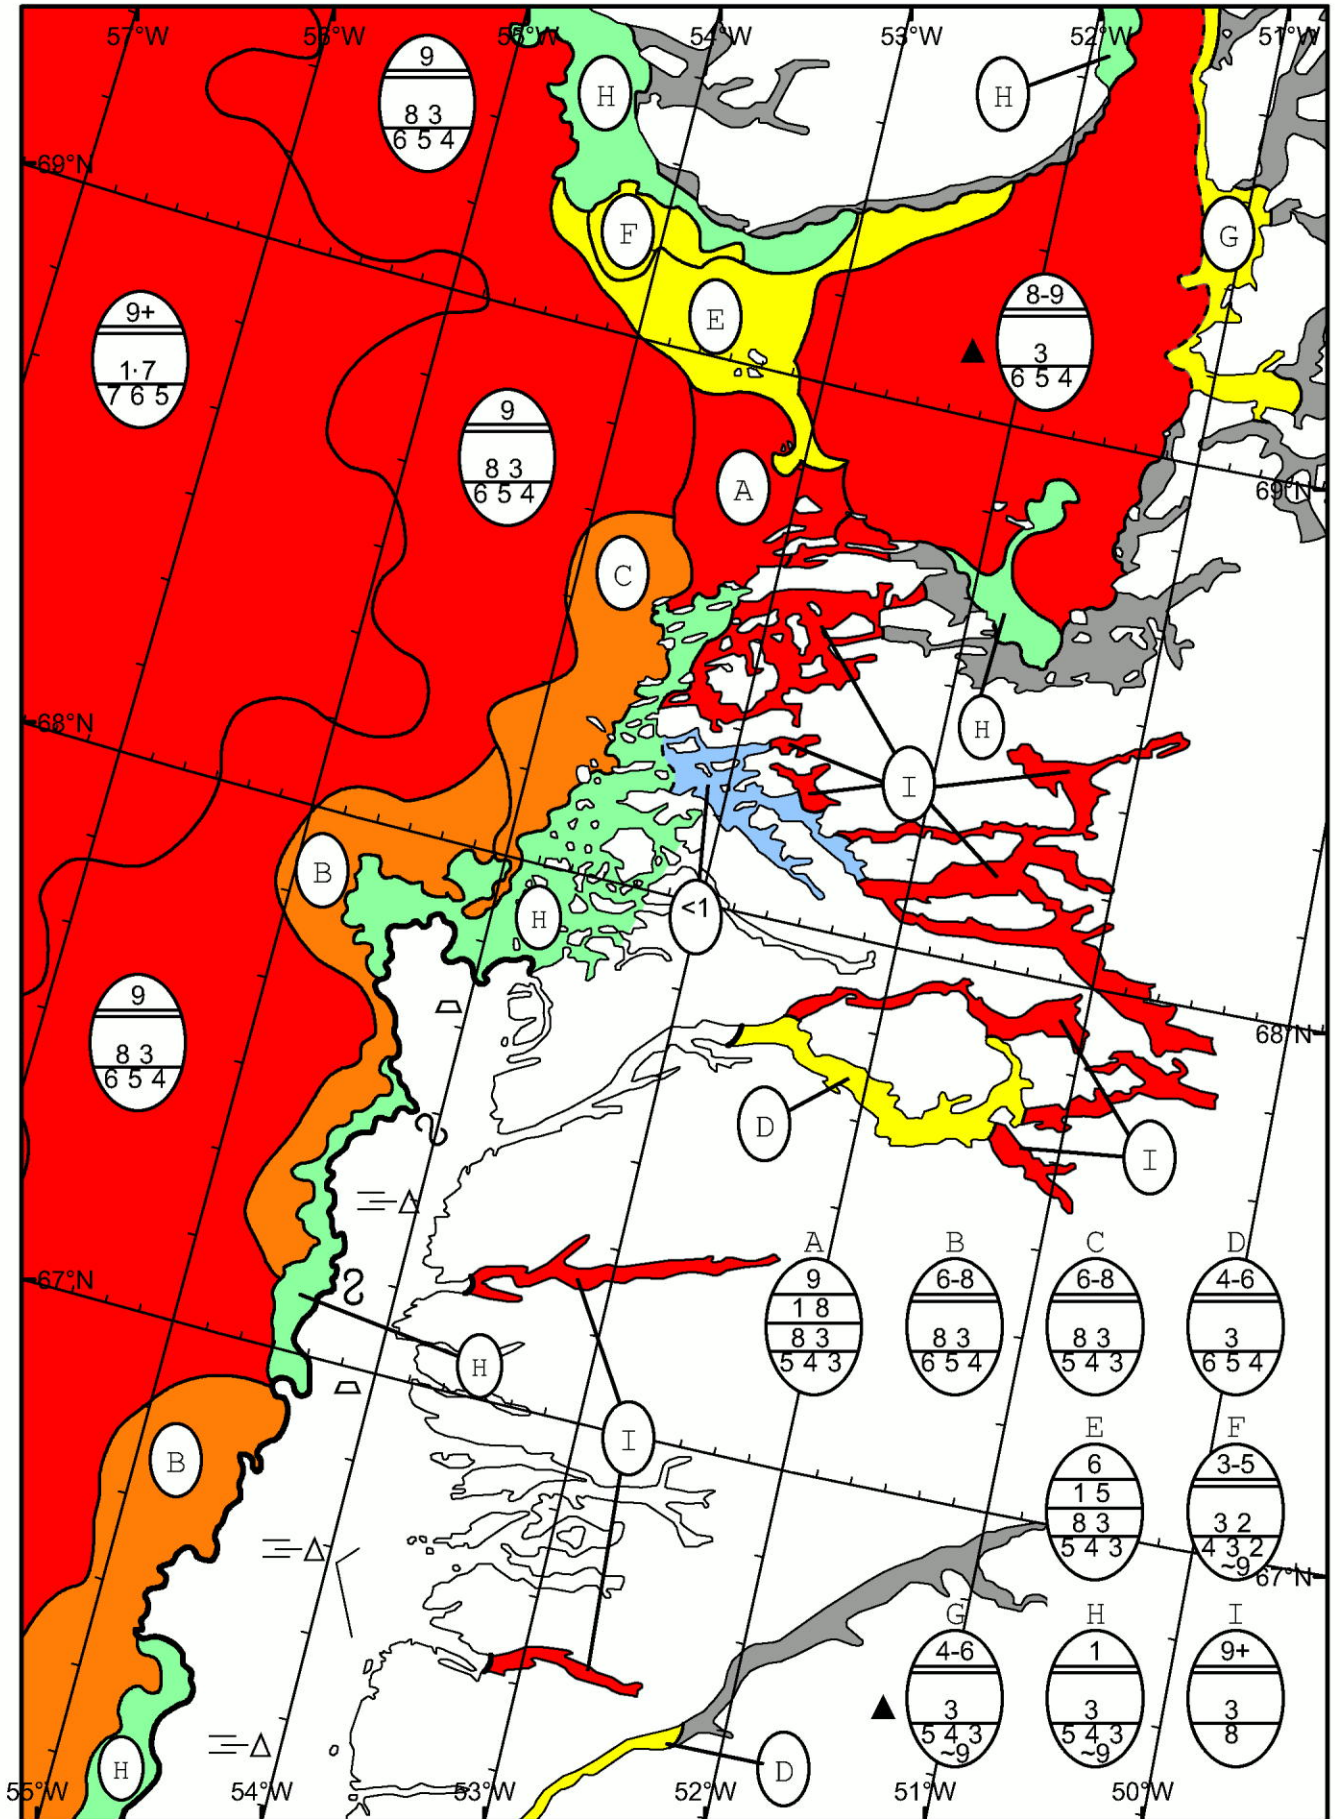 57°W 56°W 55°W 54°W 53°W 52°W 51°W
9
8 3
6 5 4
H
H
69°N
F
G
9+
1·7
7 6 5
E
8-9
3
6 5 4
9
8 3
6 5 4
A
69°N
C
68°N
H
I
B
H
<1
9
8 3
6 5 4
68°N
D
I
67°N
H
A B C D
9
1 8
8 3
5 4 3
6-8
8 3
6 5 4
6-8
8 3
5 4 3
4-6
3
6 5 4
I
B
E F
6
1 5
8 3
5 4 3
3-5
3 2
4 3 2
~9
67°N
G H I
4-6
3
5 4 3
~9
1
3
5 4 3
~9
9+
3
8
H
D
55°W 54°W 53°W 52°W 51°W 50°W